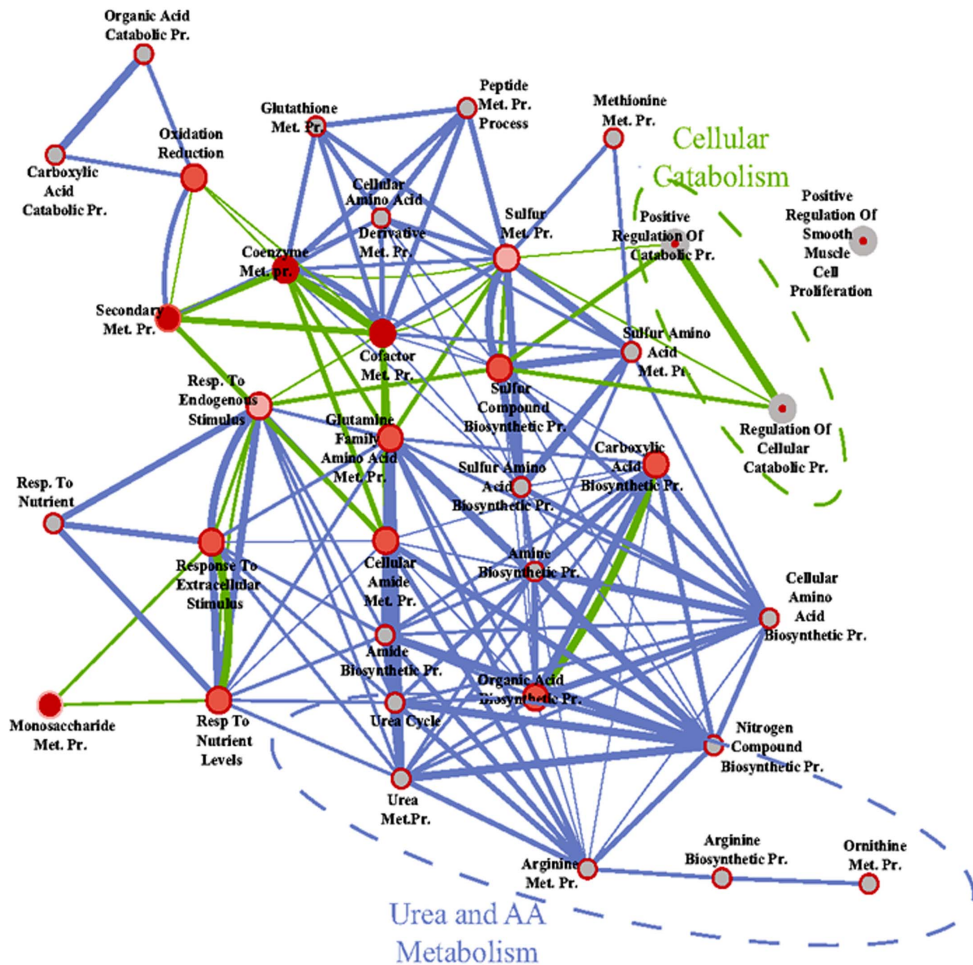 Organic Acid
Catabolic Pr.
Carboxylic
Acid
Catabolic Pr.
Oxidation
Reduction
Glutathione
Met. Pr.
Peptide
Met. Pr.
Process
Methionine
Met. Pr.
Cellular
Catabolism
Positive
Regulation Of
Catabolic Pr.
Positive
Regulation Of
Smooth
Muscle
Cell
Proliferation
Cellular
Amino Acid
Derivative
Met. Pr.
Sulfur
Met. Pr.
Coenzyme
Met. pr.
Secondary
Met. Pr.
Cofactor
Met. Pr.
Sulfur Amino
Acid
Met. Pr.
Sulfur
Compound
Biosynthetic Pr.
Regulation Of
Cellular
Catabolic Pr.
Resp. To
Endogenous
Stimulus
Glutamine
Family
Amino Acid
Met. Pr.
Carboxylic
Acid
Biosynthetic Pr.
Sulfur Amino
Acid
Biosynthetic Pr.
Resp. To
Nutrient
Response To
Extracellular
Stimulus
Cellular
Amide
Met. Pr.
Amine
Biosynthetic Pr.
Cellular
Amino
Acid
Biosynthetic Pr.
Amide
Biosynthetic Pr.
Organic Acid
Biosynthetic Pr.
Monosaccharide
Met. Pr.
Resp To
Nutrient
Levels
Urea Cycle
Nitrogen
Compound
Biosynthetic Pr.
Urea
Met.Pr.
Arginine
Met. Pr.
Arginine
Biosynthetic Pr.
Ornithine
Met. Pr.
Urea and AA
Metabolism